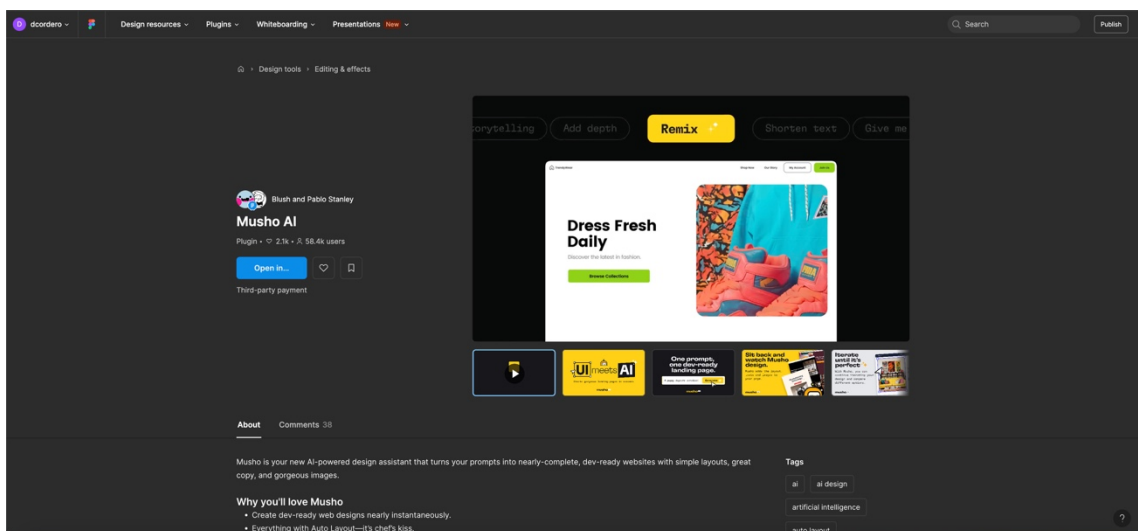 D dcordero
Design resources
Plugins
Whiteboarding
Presentations New
Search
Publish
Design tools
Editing & effects
Add depth
Remix
Shorten text
Give me
Dress Fresh
Daily
Discover the latest in fashion.
Browse Collections
Blush and Pablo Stanley
Musho AI
Plugin • 2.1k • 58.4k users
Open in...
Third-party payment
UI meets AI
One prompt,
one dev-ready
landing page.
Sit back and
watch Musho
design.
Iterate
until it's
perfect
About
Comments 38
Musho is your new AI-powered design assistant that turns your prompts into nearly-complete, dev-ready websites with simple layouts, great
copy, and gorgeous images.
Why you'll love Musho
• Create dev-ready web designs nearly instantaneously.
• Everything with Auto Layout—it's chef's kiss.
Tags
ai
ai design
artificial intelligence
auto layout
?